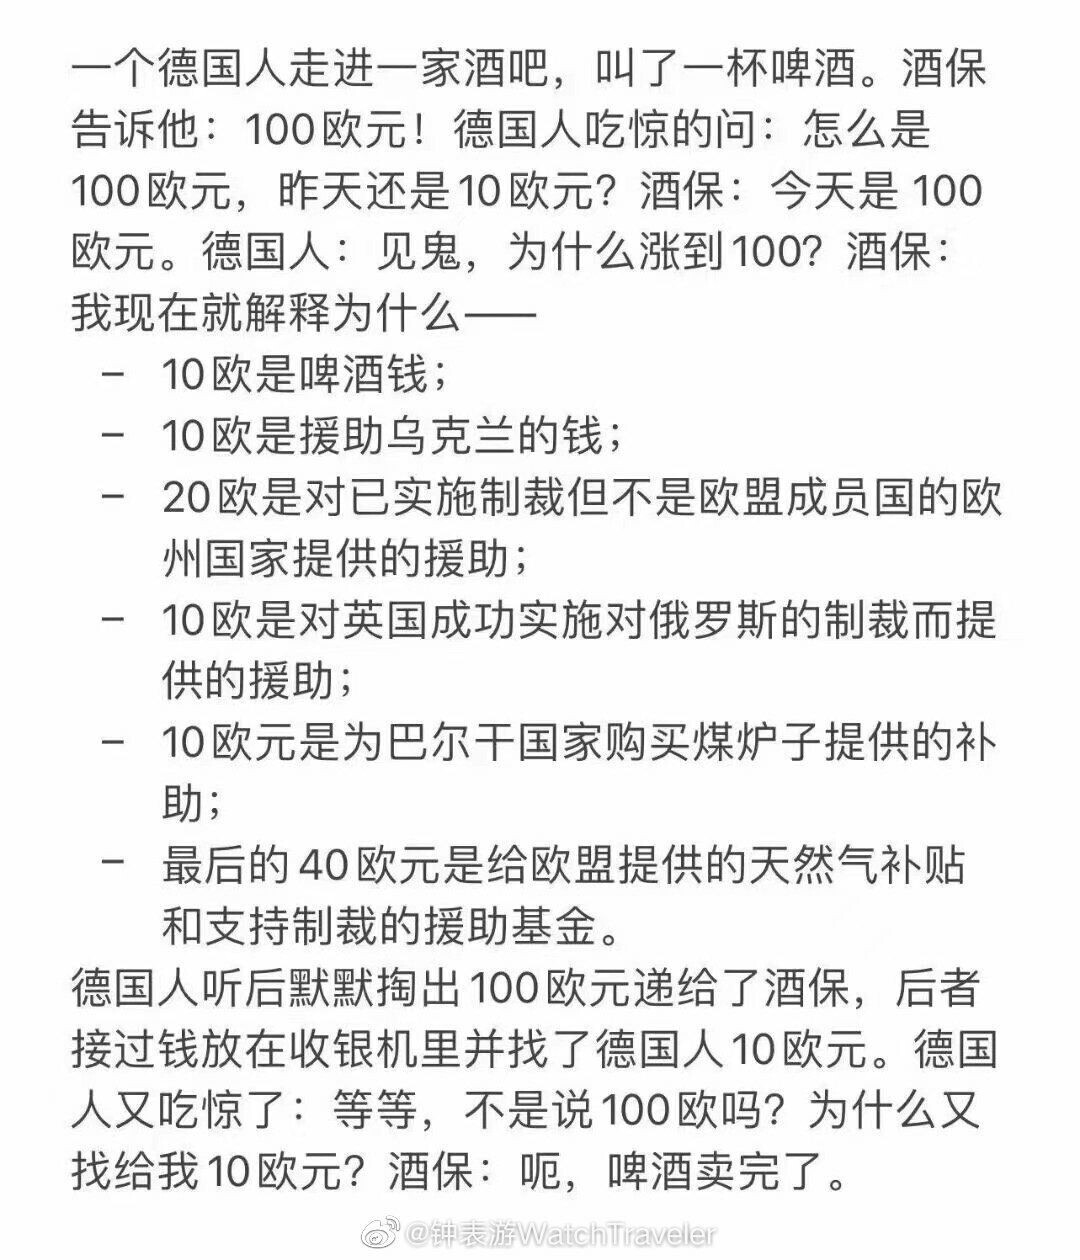 一个德国人走进一家酒吧，叫了一杯啤酒。酒保
告诉他：100欧元！德国人吃惊的问：怎么是
100欧元，昨天还是10欧元？酒保：今天是 100
欧元。德国人：见鬼，为什么涨到100？酒保：
我现在就解释为什么——
– 10欧是啤酒钱；
– 10欧是援助乌克兰的钱；
– 20欧是对已实施制裁但不是欧盟成员国的欧
州国家提供的援助；
– 10欧是对英国成功实施对俄罗斯的制裁而提
供的援助；
– 10欧元是为巴尔干国家购买煤炉子提供的补
助；
– 最后的40欧元是给欧盟提供的天然气补贴
和支持制裁的援助基金。
德国人听后默默掏出100欧元递给了酒保，后者
接过钱放在收银机里并找了德国人10欧元。德国
人又吃惊了：等等，不是说100欧吗？为什么又
找给我10欧元？酒保：呃，啤酒卖完了。
@钟表游WatchTraveler